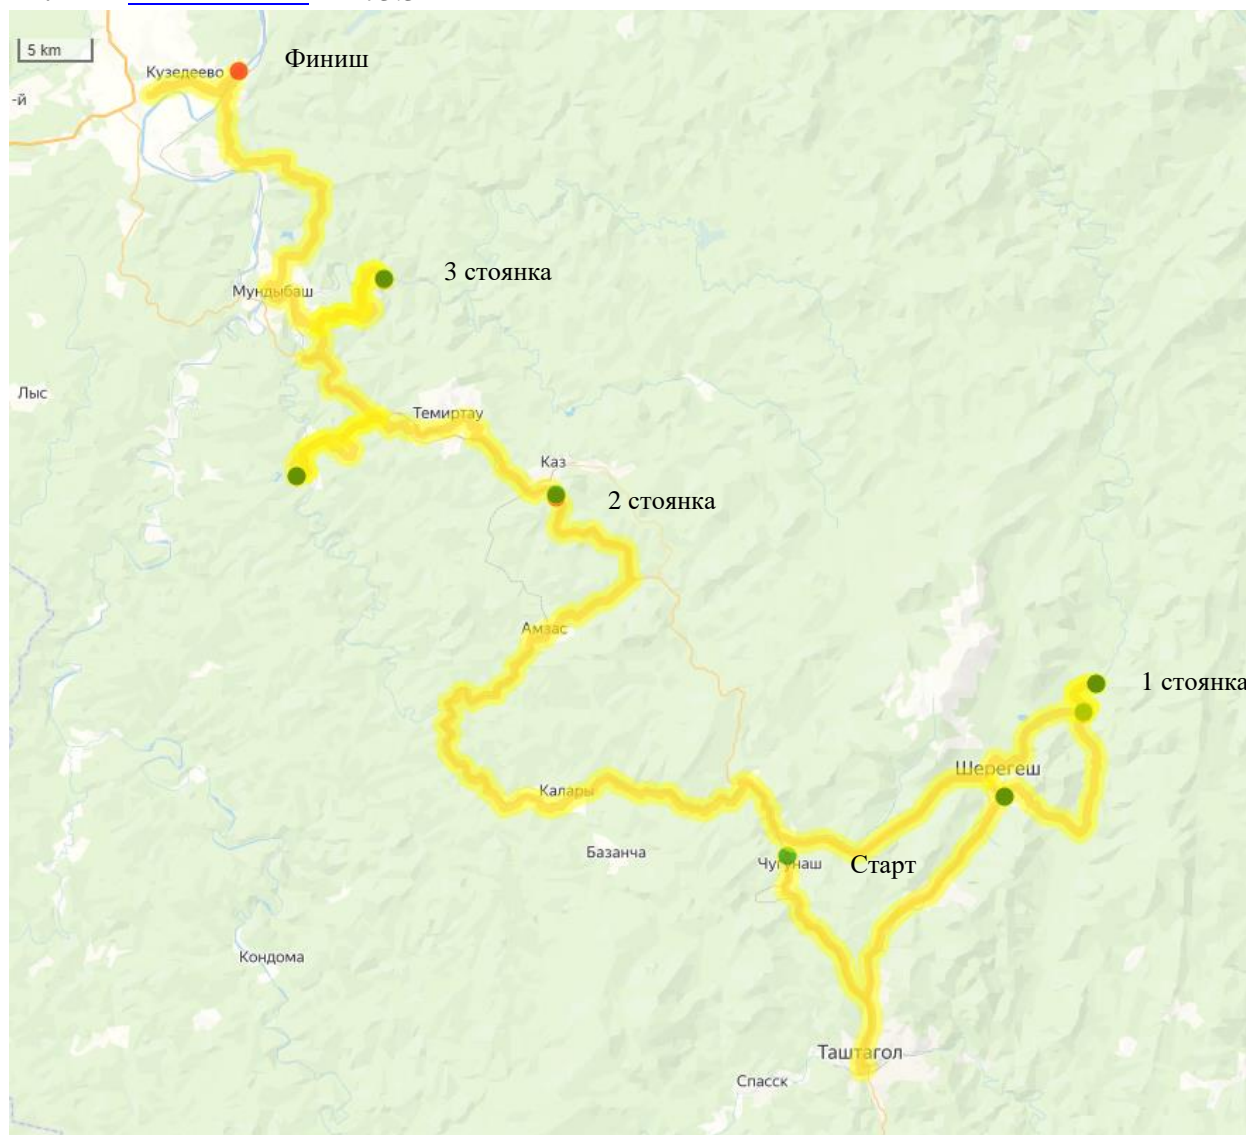 5 km
Финиш
Кузедеево
-й
3 стоянка
Мундыбаш
Лыс
Темиртау
Каз
2 стоянка
Амзас
1 стоянка
Шерегеш
Калары
Базанча
Чугунаш
Старт
Кондома
Таштагол
Спасск